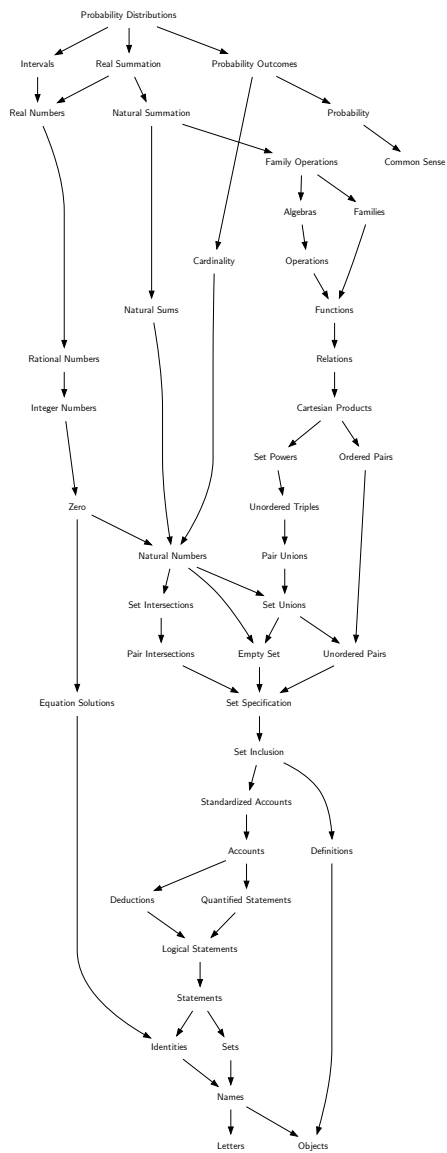 Probability Distributions
Intervals
Real Summation
Probability Outcomes
Real Numbers
Natural Summation
Probability
Family Operations
Common Sense
Algebras
Families
Cardinality
Operations
Natural Sums
Functions
Rational Numbers
Relations
Integer Numbers
Cartesian Products
Set Powers
Ordered Pairs
Zero
Unordered Triples
Natural Numbers
Pair Unions
Set Intersections
Set Unions
Pair Intersections
Empty Set
Unordered Pairs
Equation Solutions
Set Specification
Set Inclusion
Standardized Accounts
Accounts
Definitions
Deductions
Quantified Statements
Logical Statements
Statements
Identities
Sets
Names
Letters
Objects